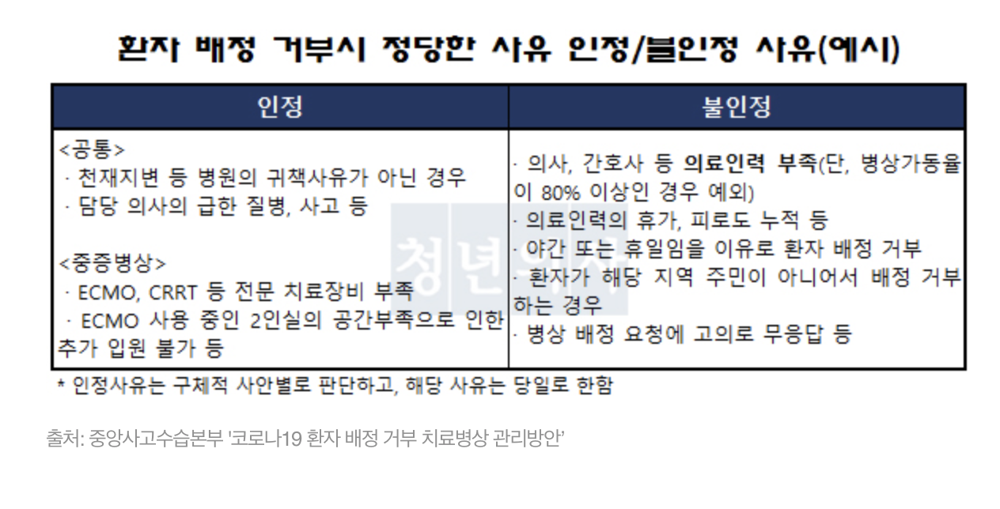 환자 배정 거부시 정당한 사유 인정/불인정 사유(예시)
인정
<공통>
· 천재지변 등 병원의 귀책사유가 아닌 경우
· 담당 의사의 급한 질병, 사고 등
<중증병상>
· ECMO, CRRT 등 전문 치료장비 부족
· ECMO 사용 중인 2인실의 공간부족으로 인한
추가 입원 불가 등
불인정
· 의사, 간호사 등 의료인력 부족(단, 병상가동율
이 80% 이상인 경우 예외)
· 의료인력의 휴가, 피로도 누적 등
· 야간 또는 휴일임을 이유로 환자 배정 거부
· 환자가 해당 지역 주민이 아니어서 배정 거부
하는 경우
· 병상 배정 요청에 고의로 무응답 등
청년의사
* 인정사유는 구체적 사안별로 판단하고, 해당 사유는 당일로 한함
출처: 중앙사고수습본부 '코로나19 환자 배정 거부 치료병상 관리방안’